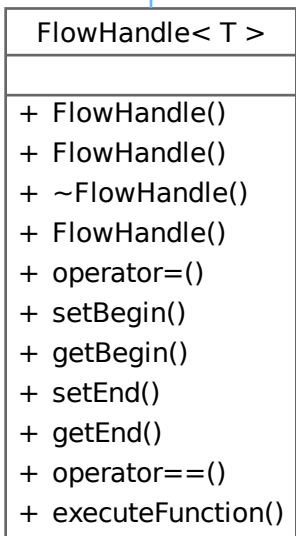 FlowHandle< T >
+ FlowHandle()
+ FlowHandle()
+ ~FlowHandle()
+ FlowHandle()
+ operator=()
+ setBegin()
+ getBegin()
+ setEnd()
+ getEnd()
+ operator==()
+ executeFunction()